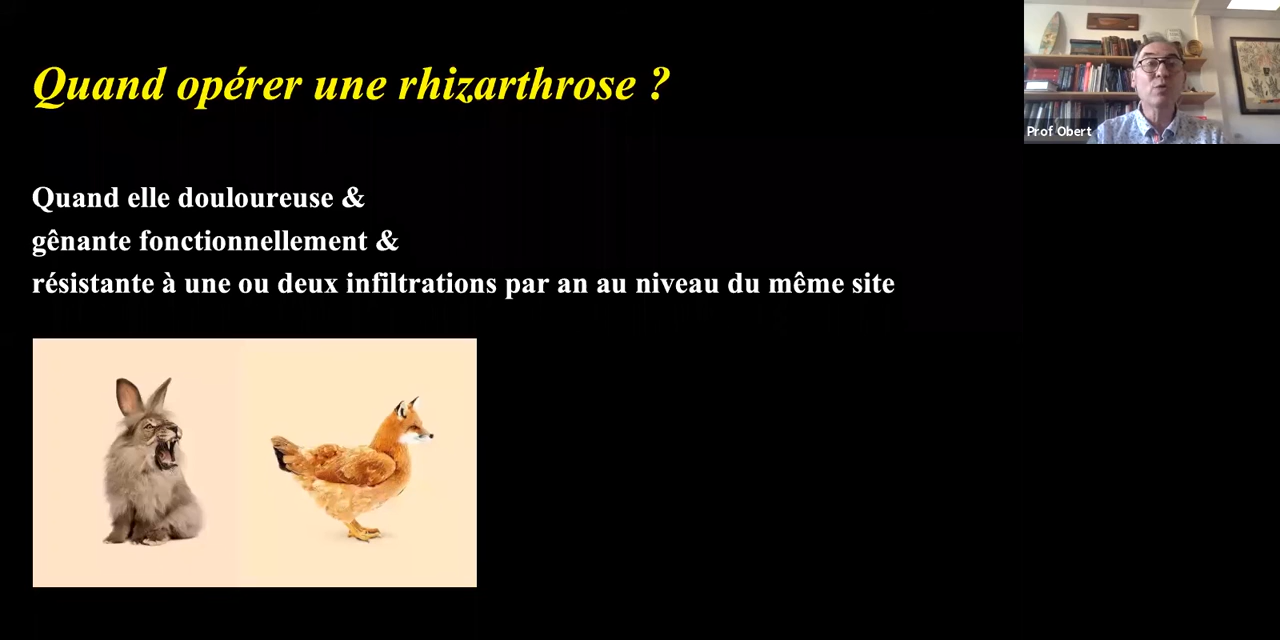 Quand opérer une rhizarthrose ?
Quand elle douloureuse &
gênante fonctionnellement &
résistante à une ou deux infiltrations par an au niveau du même site
Prof Obert